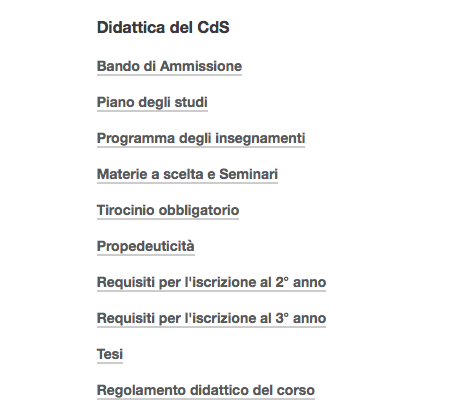 Didattica del CdS
Bando di Ammissione
Piano degli studi
Programma degli insegnamenti
Materie a scelta e Seminari
Tirocinio obbligatorio
Propedeuticità
Requisiti per l'iscrizione al 2° anno
Requisiti per l'iscrizione al 3° anno
Tesi
Regolamento didattico del corso